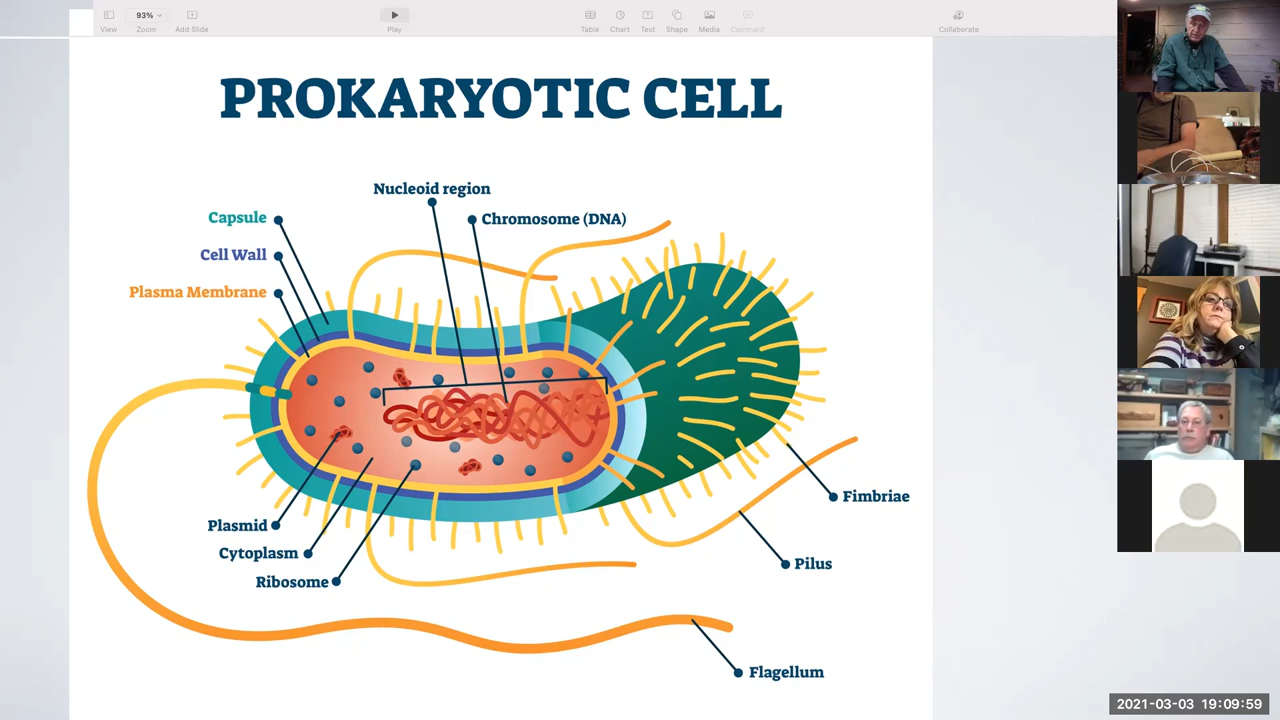 93%
View
Zoom
Add Slide
Play
Table
Chart
Text
Shape
Media
Comment
Collaborate
PROKARYOTIC CELL
Nucleoid region
Capsule
Chromosome (DNA)
Cell Wall
Plasma Membrane
Fimbriae
Plasmid
Cytoplasm
Pilus
Ribosome
Flagellum
2021-03-03 19:09:59